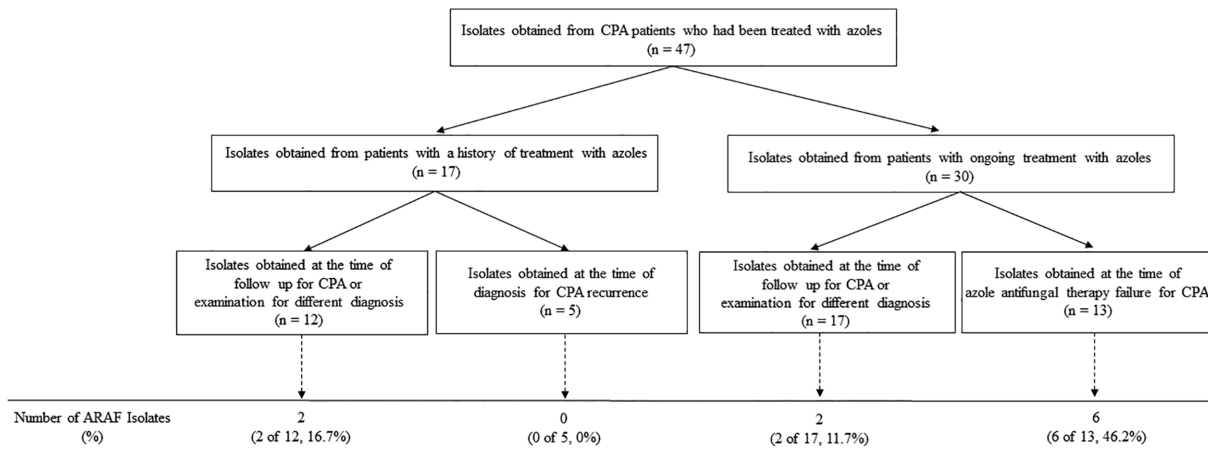 Isolates obtained from CPA patients who had been treated with azoles
(n = 47)
Isolates obtained from patients with a history of treatment with azoles
(n = 17)
Isolates obtained from patients with ongoing treatment with azoles
(n = 30)
Isolates obtained at the time of
follow up for CPA or
examination for different diagnosis
(n = 12)
Isolates obtained at the time of
diagnosis for CPA recurrence
(n = 5)
Isolates obtained at the time of
follow up for CPA or
examination for different diagnosis
(n = 17)
Isolates obtained at the time of
azole antifungal therapy failure for CPA
(n = 13)
Number of ARAF Isolates
(%)
2
(2 of 12, 16.7%)
0
(0 of 5, 0%)
2
(2 of 17, 11.7%)
6
(6 of 13, 46.2%)